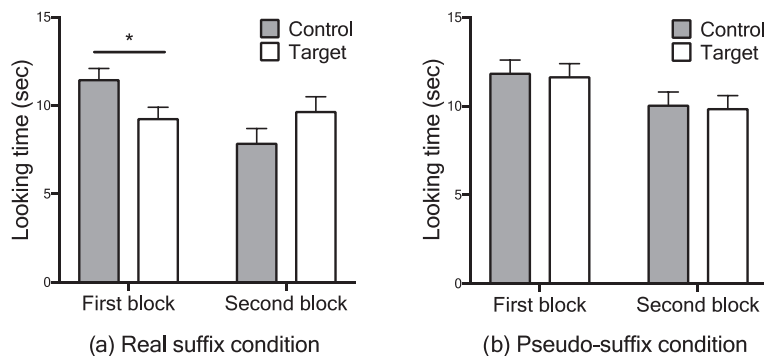 Looking time (sec)
15
10
5
0
*
Control
Target
First block
Second block
(a) Real suffix condition
Looking time (sec)
15
10
5
0
Control
Target
First block
Second block
(b) Pseudo-suffix condition